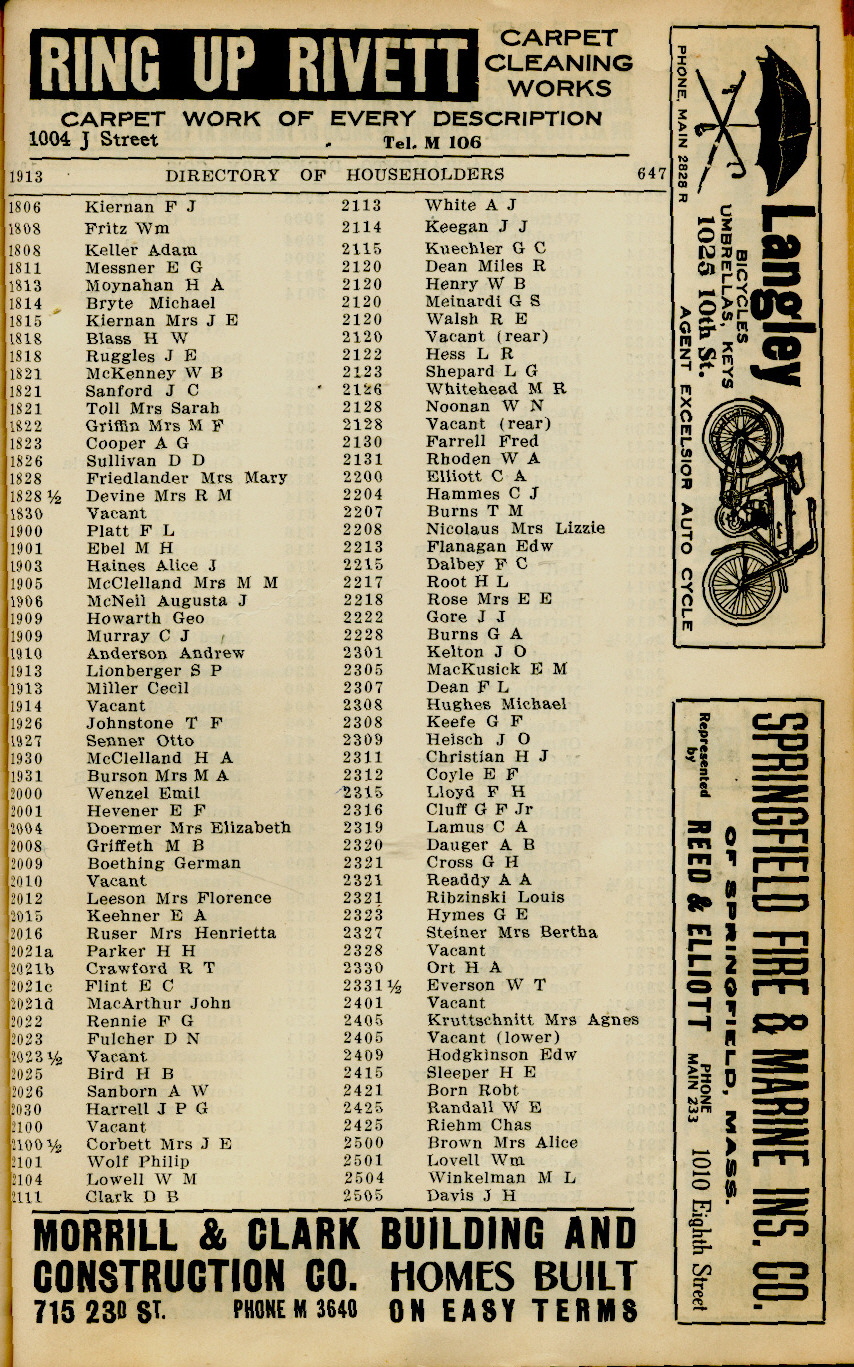 RING UP RIVETT
CARPET
CLEANING
WORKS
CARPET WORK OF EVERY DESCRIPTION
1004 J Street Tel. M 106
1913 DIRECTORY OF HOUSEHOLDERS 647
1806 Kiernan F J
1808 Fritz Wm
1808 Keller Adam
1811 Messner E G
1813 Moynahan H A
1814 Bryte Michael
1815 Kiernan Mrs J E
1818 Blass H W
1818 Ruggles J E
1821 McKenney W B
1821 Sanford J C
1821 Toll Mrs Sarah
1822 Griffin Mrs M F
1823 Cooper A G
1826 Sullivan D D
1828 Friedlander Mrs Mary
1828 ½ Devine Mrs R M
1830 Vacant
1900 Platt F L
1901 Ebel M H
1903 Haines Alice J
1905 McClelland Mrs M M
1906 McNeil Augusta J
1909 Howarth Geo
1909 Murray C J
1910 Anderson Andrew
1913 Lionberger S P
1913 Miller Cecil
1914 Vacant
1926 Johnstone T F
1927 Senner Otto
1930 McClelland H A
1931 Burson Mrs M A
2000 Wenzel Emil
2001 Hevener E F
2004 Doermer Mrs Elizabeth
2008 Griffeth M B
2009 Boething German
2010 Vacant
2012 Leeson Mrs Florence
2015 Keehner E A
2016 Ruser Mrs Henrietta
2021a Parker H H
2021b Crawford R T
2021c Flint E C
2021d MacArthur John
2022 Rennie F G
2023 Fulcher D N
2023 ½ Vacant
2025 Bird H B
2026 Sanborn A W
2030 Harrell J P G
2100 Vacant
2100 ½ Corbett Mrs J E
2101 Wolf Philip
2104 Lowell W M
2111 Clark D B
2113 White A J
2114 Keegan J J
2115 Kuechler G C
2120 Dean Miles R
2120 Henry W B
2120 Meinardi G S
2120 Walsh R E
2120 Vacant (rear)
2122 Hess L R
2123 Shepard L G
2126 Whitehead M R
2128 Noonan W N
2128 Vacant (rear)
2130 Farrell Fred
2131 Rhoden W A
2200 Elliott C A
2204 Hammes C J
2207 Burns T M
2208 Nicolaus Mrs Lizzie
2213 Flanagan Edw
2215 Dalbey F C
2217 Root H L
2218 Rose Mrs E E
2222 Gore J J
2228 Burns G A
2301 Kelton J O
2305 MacKusick E M
2307 Dean F L
2308 Hughes Michael
2308 Keefe G F
2309 Heisch J O
2311 Christian H J
2312 Coyle E F
2315 Lloyd F H
2316 Cluff G F Jr
2319 Lamus C A
2320 Dauger A B
2321 Cross G H
2321 Readdy A A
2321 Ribzinski Louis
2323 Hymes G E
2327 Steiner Mrs Bertha
2328 Vacant
2330 Ort H A
2331 ½ Everson W T
2401 Vacant
2405 Kruttschnitt Mrs Agnes
2405 Vacant (lower)
2409 Hodgkinson Edw
2415 Sleeper H E
2421 Born Robt
2425 Randall W E
2425 Riehm Chas
2500 Brown Mrs Alice
2501 Lovell Wm
2504 Winkelman M L
2505 Davis J H
Langley
BICYCLES
UMBRELLAS, KEYS
1025 10th St.
PHONE, MAIN 2828 R
AGENT EXCELSIOR AUTO CYCLE
SPRINGFIELD FIRE & MARINE INS. CO.
OF SPRINGFIELD, MASS.
Represented
by
REED & ELLIOTT PHONE
MAIN 233
1010 Eighth Street
MORRILL & CLARK BUILDING AND
CONSTRUCTION CO. HOMES BUILT
715 23D ST. PHONE M 3640 ON EASY TERMS